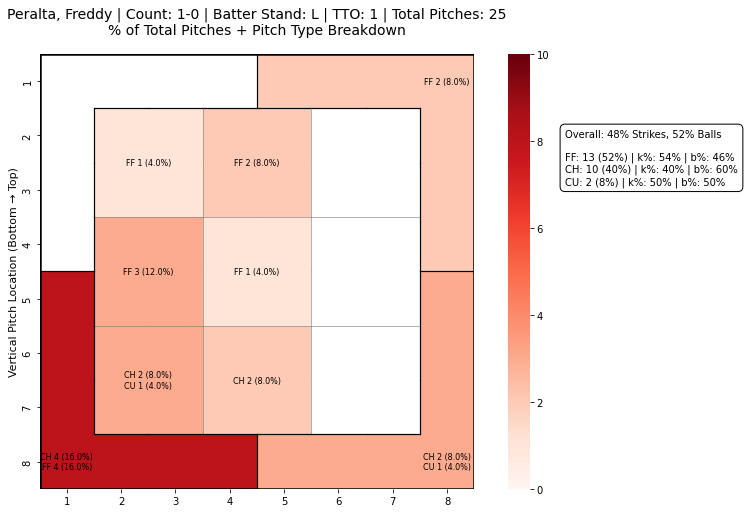 Peralta, Freddy | Count: 1-0 | Batter Stand: L | TTO: 1 | Total Pitches: 25
% of Total Pitches + Pitch Type Breakdown
Vertical Pitch Location (Bottom → Top)
1
2
3
4
5
6
7
8
FF 2 (8.0%)
FF 1 (4.0%)
FF 2 (8.0%)
FF 3 (12.0%)
FF 1 (4.0%)
CH 2 (8.0%)
CU 1 (4.0%)
CH 2 (8.0%)
CH 4 (16.0%)
FF 4 (16.0%)
CH 2 (8.0%)
CU 1 (4.0%)
1
2
3
4
5
6
7
8
10
8
6
4
2
0
Overall: 48% Strikes, 52% Balls
FF: 13 (52%) | k%: 54% | b%: 46%
CH: 10 (40%) | k%: 40% | b%: 60%
CU: 2 (8%) | k%: 50% | b%: 50%